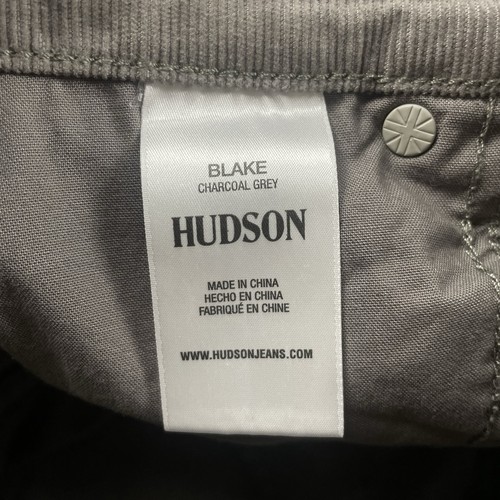 BLAKE
CHARCOAL GREY
HUDSON
MADE IN CHINA
HECHO EN CHINA
FABRIQUÉ EN CHINE
WWW.HUDSONJEANS.COM